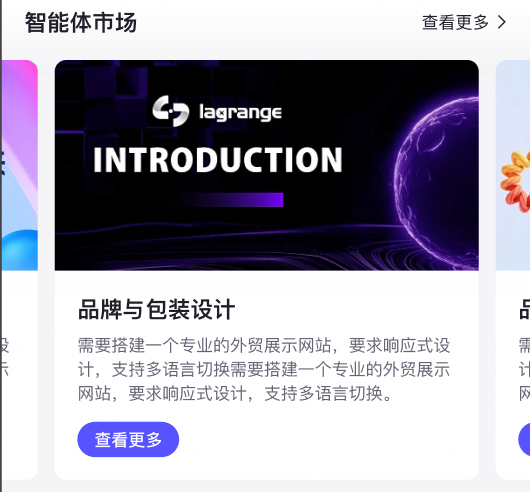 智能体市场
查看更多
lagrange
INTRODUCTION
品牌与包装设计
需要搭建一个专业的外贸展示网站，要求响应式设
计，支持多语言切换需要搭建一个专业的外贸展示
网站，要求响应式设计，支持多语言切换。
查看更多